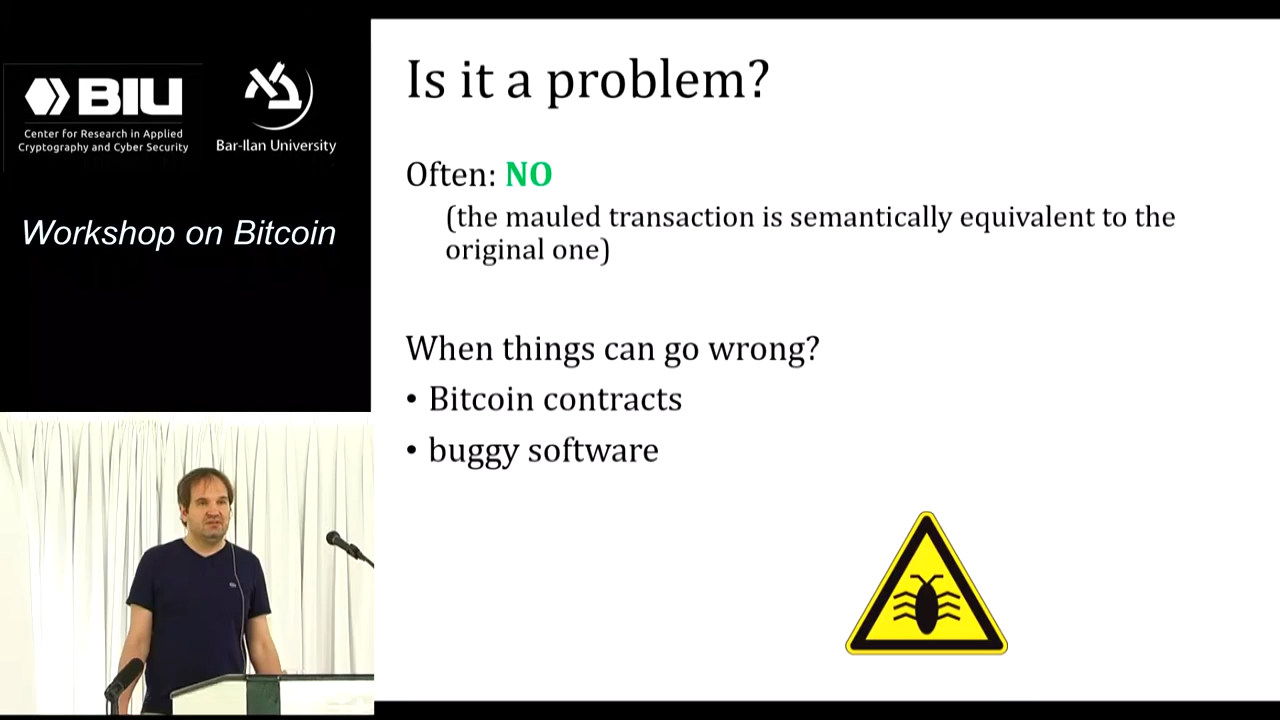 BIU
Center for Research in Applied
Cryptography and Cyber Security
Bar-Ilan University
Workshop on Bitcoin
Is it a problem?
Often: NO
(the mauled transaction is semantically equivalent to the
original one)
When things can go wrong?
• Bitcoin contracts
• buggy software